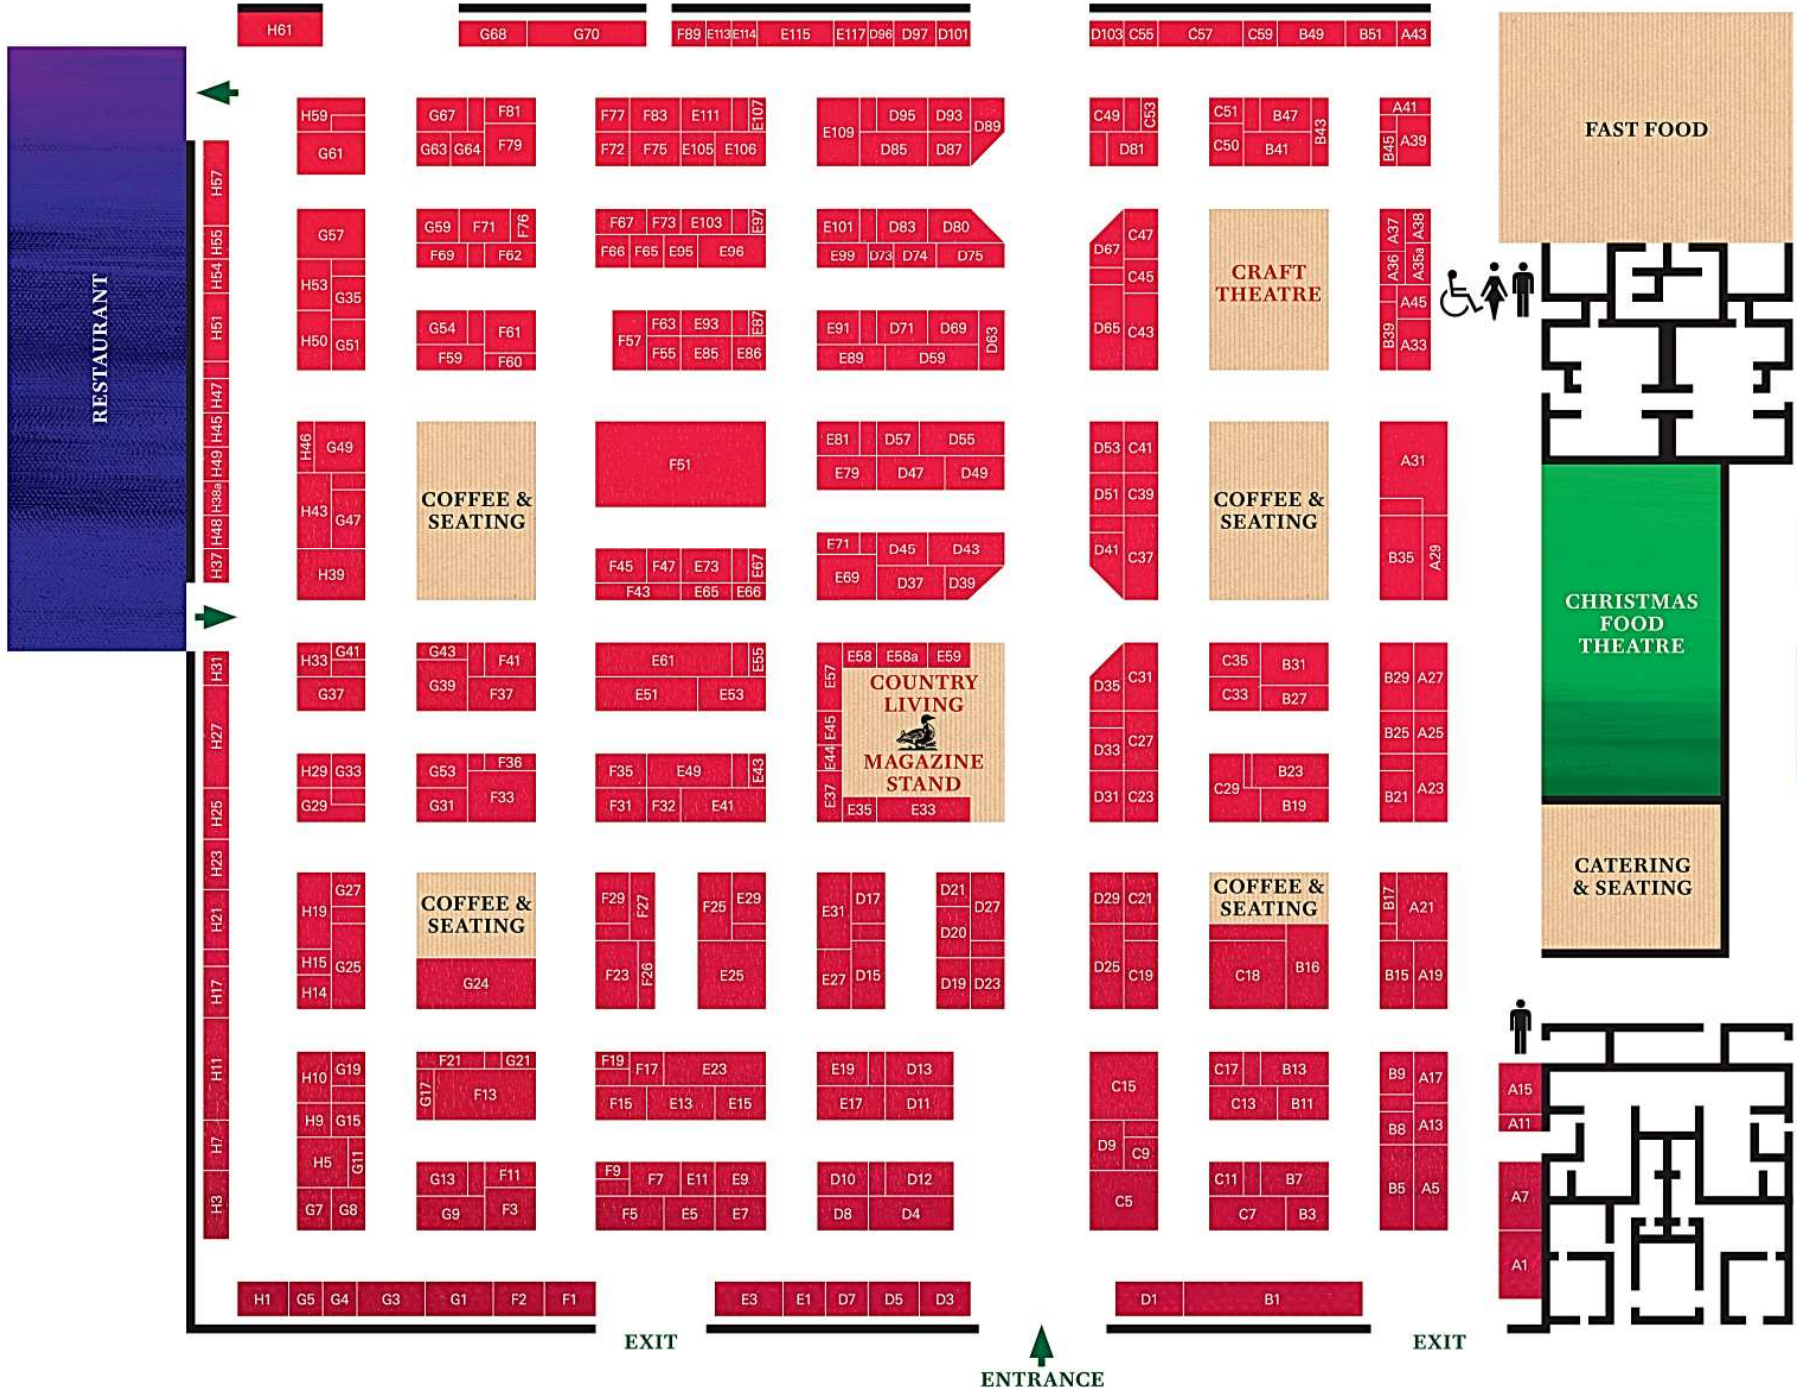 H61
G68 G70
F89 E113 E114 E115 E117 D96 D97 D101
D103 C55 C57 C59 B49 B51 A43
FAST FOOD
H59
G61
G67 F81
G63 G64 F79
F77 F83 E111 E107
F72 F75 E105 E106
E109 D95 D93 D89
D85 D87
C49 C53
D81
C51 B47 B43
C50 B41
A41
B45 A39
RESTAURANT
H57
H55
H54
H51
H47
H45
H49
H38a
H48
H37
G57
H53 G35
H50 G51
G59 F71 F76
F69 F62
F67 F73 E103 E97
F66 F65 E95 E96
E101 D83 D80
E99 D73 D74 D75
D67 C47
C45
D65 C43
CRAFT
THEATRE
A37 A38
A36 A35a
A45
B39 A33
G54 F61
F59 F60
F57 F63 E93 E87
F55 E85 E86
E91 D71 D69 D63
E89 D59
H46 G49
H43 G47
H39
COFFEE &
SEATING
F51
E81 D57 D55
E79 D47 D49
D53 C41
D51 C39
D41 C37
COFFEE &
SEATING
A31
B35 A29
F45 F47 E73 E67
F43 E65 E66
E71 D45 D43
E69 D37 D39
CHRISTMAS
FOOD
THEATRE
H31
H27
H25
H23
H21
H17
H11
H7
H3
H33 G41
G37
G43 F41
G39 F37
E61 E55
E51 E53
E57 E58 E58a E59
E45
E44
E37
COUNTRY
LIVING
MAGAZINE
STAND
E35 E33
D35 C31
D33 C27
D31 C23
C35 B31
C33 B27
B29 A27
B25 A25
B21 A23
H29 G33
G29
G53 F36
G31 F33
F35 E49 E43
F31 F32 E41
C29 B23
B19
CATERING
& SEATING
H19 G27
H15 G25
H14
COFFEE &
SEATING
G24
F29 F27
F23 F26
F25 E29
E25
E31 D17
E27 D15
D21 D27
D20
D19 D23
D29 C21
D25 C19
COFFEE &
SEATING
C18 B16
B17 A21
B15 A19
H10 G19
H9 G15
H5 G11
G7 G8
F21 G21
G17 F13
F19 F17 E23
F15 E13 E15
E19 D13
E17 D11
C15
D9 C9
C5
C17 B13
C13 B11
B9 A17
B8 A13
B5 A5
A15
A11
A7
A1
G13 F11
G9 F3
F9 F7 E11 E9
F5 E5 E7
D10 D12
D8 D4
C11 B7
C7 B3
H1 G5 G4 G3 G1 F2 F1
E3 E1 D7 D5 D3
D1 B1
EXIT
EXIT
ENTRANCE